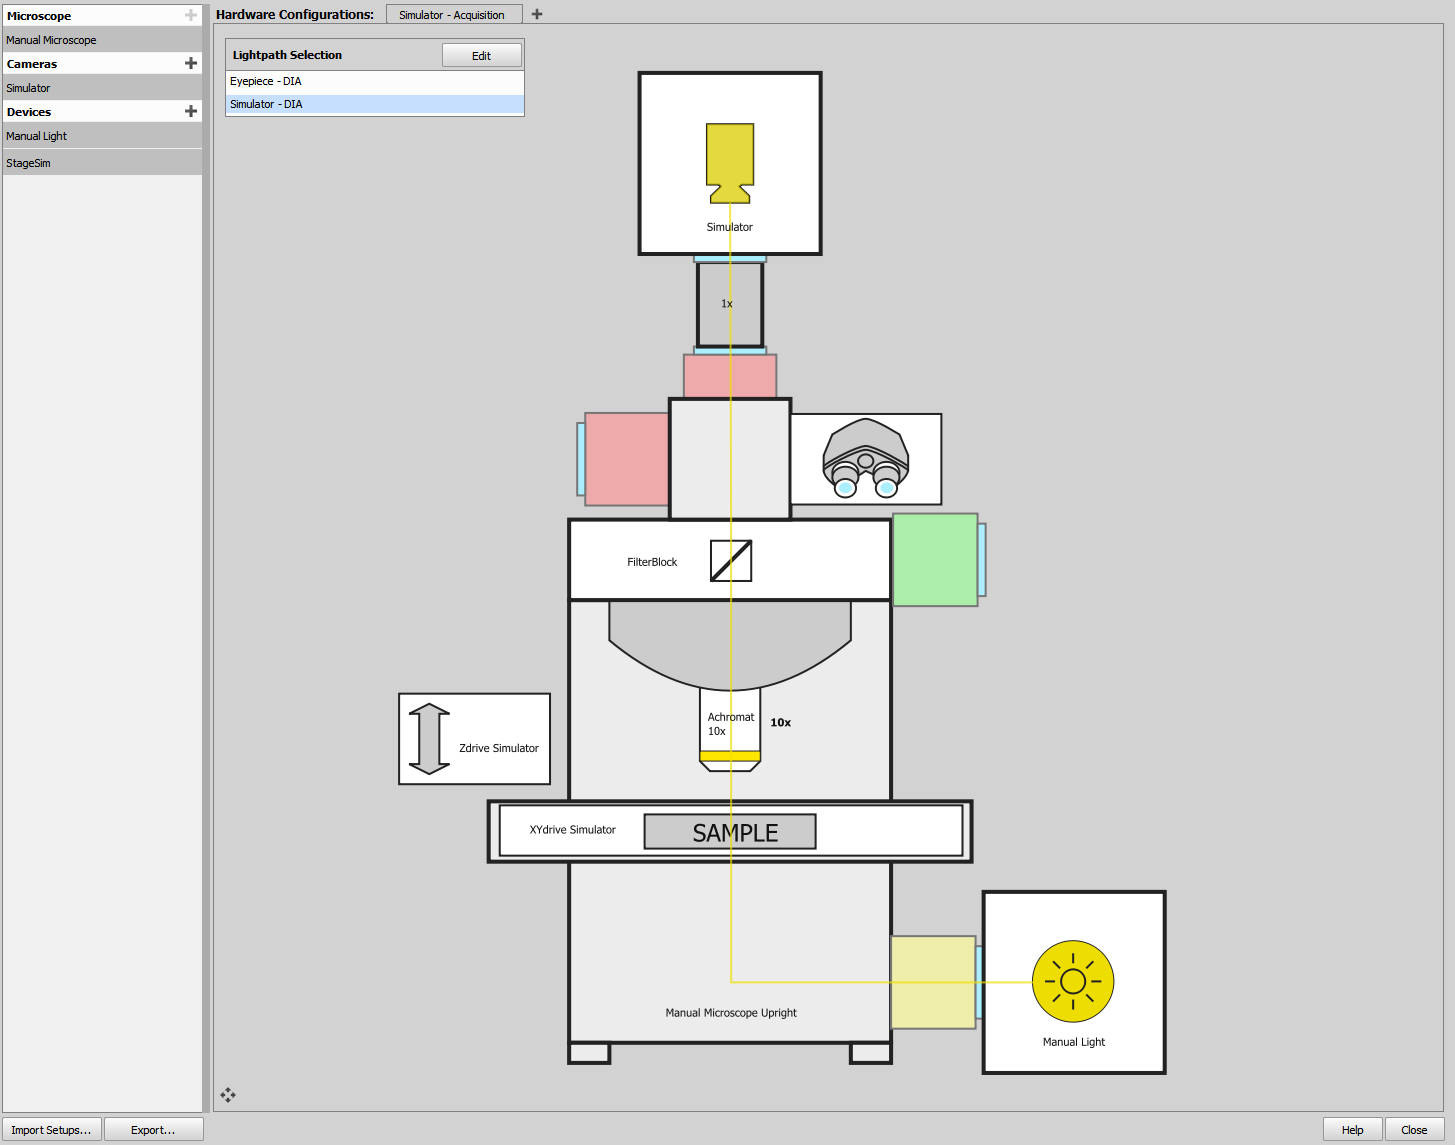 Microscope
Manual Microscope
Cameras
Simulator
Devices
Manual Light
StageSim
Hardware Configurations:
Simulator - Acquisition
Lightpath Selection
Edit
Eyepiece - DIA
Simulator - DIA
Simulator
1x
FilterBlock
Achromat
10x
10x
Zdrive Simulator
XYdrive Simulator
SAMPLE
Manual Microscope Upright
Manual Light
Import Setups...
Export...
Help
Close